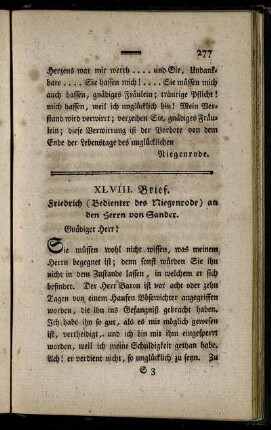 277
Herzens war mir werth . . . . und Sie, Undank-
bare . . . . Sie hassen mich! . . . . Sie müssen mich
auch hassen, gnädiges Fräulein; traurige Pflicht!
mich hassen, weil ich unglücklich bin! Mein Ver-
stand wird verwirrt; verzeihen Sie, gnädiges Fräu-
lein; diese Verwirrung ist der Vorbote von dem
Ende der Lebenstage des unglücklichen
Niegenrode.
XLVIII. Brief.
Friedrich (Bedienter des Niegenrode) an
den Herrn von Sander.
Gnädiger Herr!
Sie müssen wohl nicht wissen, was meinem
Herrn begegnet ist; denn sonst würden Sie ihn
nicht in dem Zustande lassen, in welchem er sich
befindet. Der Herr Baron ist vor acht oder zehn
Tagen von einem Haufen Bösewichter angegriffen
worden, die ihn ins Gefängniß gebracht haben.
Ich habe ihn so gut, als es mir möglich gewesen
ist, vertheidigt, und ich bin mit ihm eingesperrt
worden, weil ich meine Schuldigkeit gethan habe.
Ach! er verdient nicht, so unglücklich zu seyn. Zu
S 3